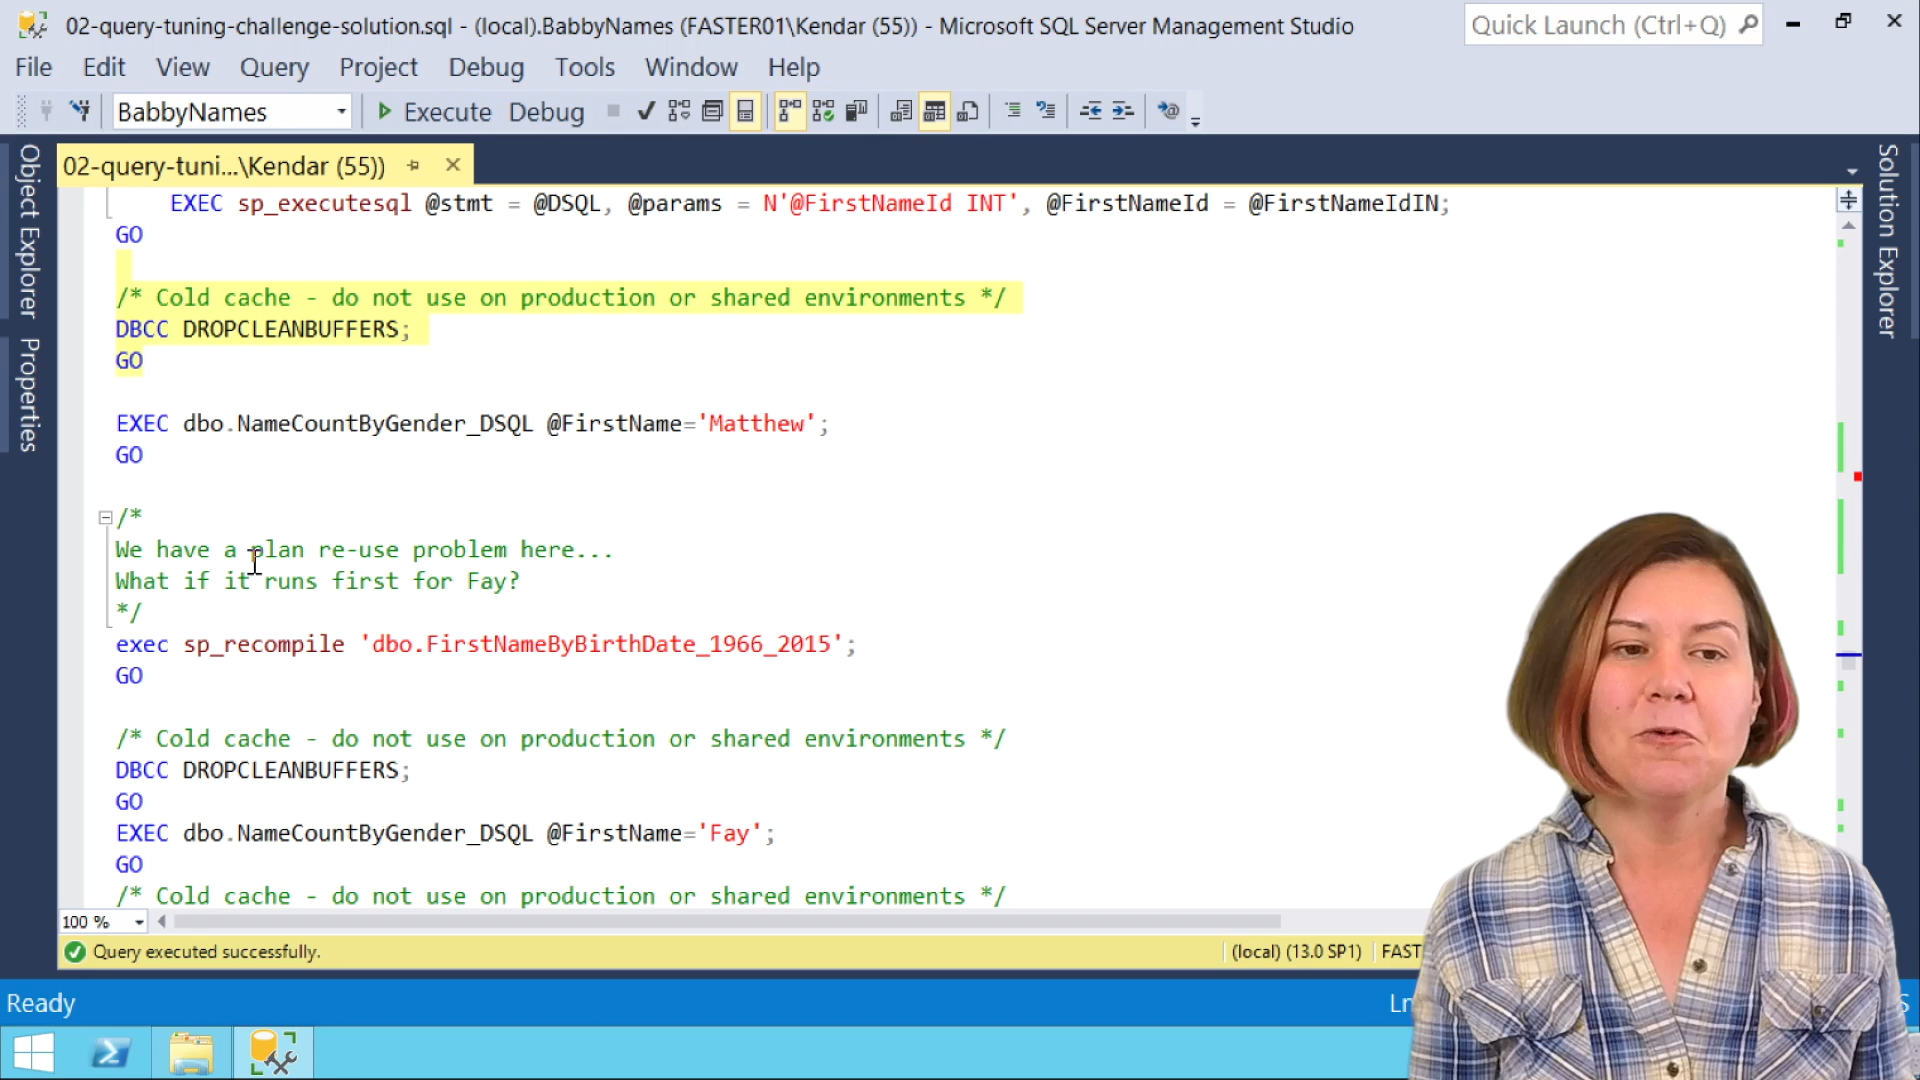 02-query-tuning-challenge-solution.sql - (local).BabbyNames (FASTER01\Kendar (55)) - Microsoft SQL Server Management Studio
Quick Launch (Ctrl+Q)
File Edit View Query Project Debug Tools Window Help
BabbyNames Execute Debug
02-query-tuni...\Kendar (55))
Object Explorer
Properties
Solution Explorer
EXEC sp_executesql @stmt = @DSQL, @params = N'@FirstNameId INT', @FirstNameId = @FirstNameIdIN;
GO
/* Cold cache - do not use on production or shared environments */
DBCC DROPCLEANBUFFERS;
GO
EXEC dbo.NameCountByGender_DSQL @FirstName='Matthew';
GO
/*
We have a plan re-use problem here...
What if it runs first for Fay?
*/
exec sp_recompile 'dbo.FirstNameByBirthDate_1966_2015';
GO
/* Cold cache - do not use on production or shared environments */
DBCC DROPCLEANBUFFERS;
GO
EXEC dbo.NameCountByGender_DSQL @FirstName='Fay';
GO
/* Cold cache - do not use on production or shared environments */
100 %
Query executed successfully. (local) (13.0 SP1) FAST
Ready Ln